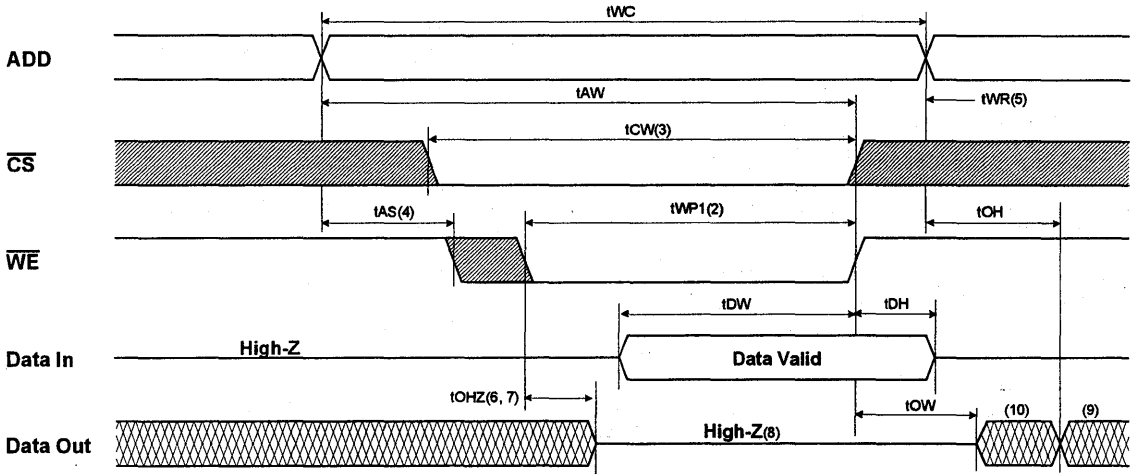 tWC
ADD
tAW
tWR(5)
tCW(3)
CS
tAS(4)
tWP1(2)
tOH
WE
tDW
tDH
Data In
High-Z
Data Valid
tOHZ(6, 7)
tOW
Data Out
High-Z(8)
(10)
(9)